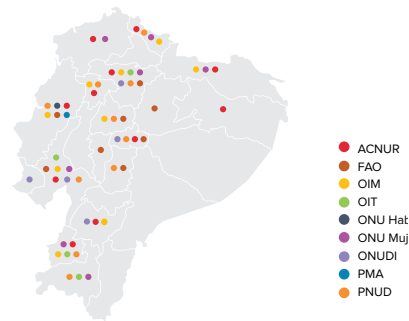 ACNUR
FAO
OIM
OIT
ONU Hab
ONU Muj
ONUDI
PMA
PNUD